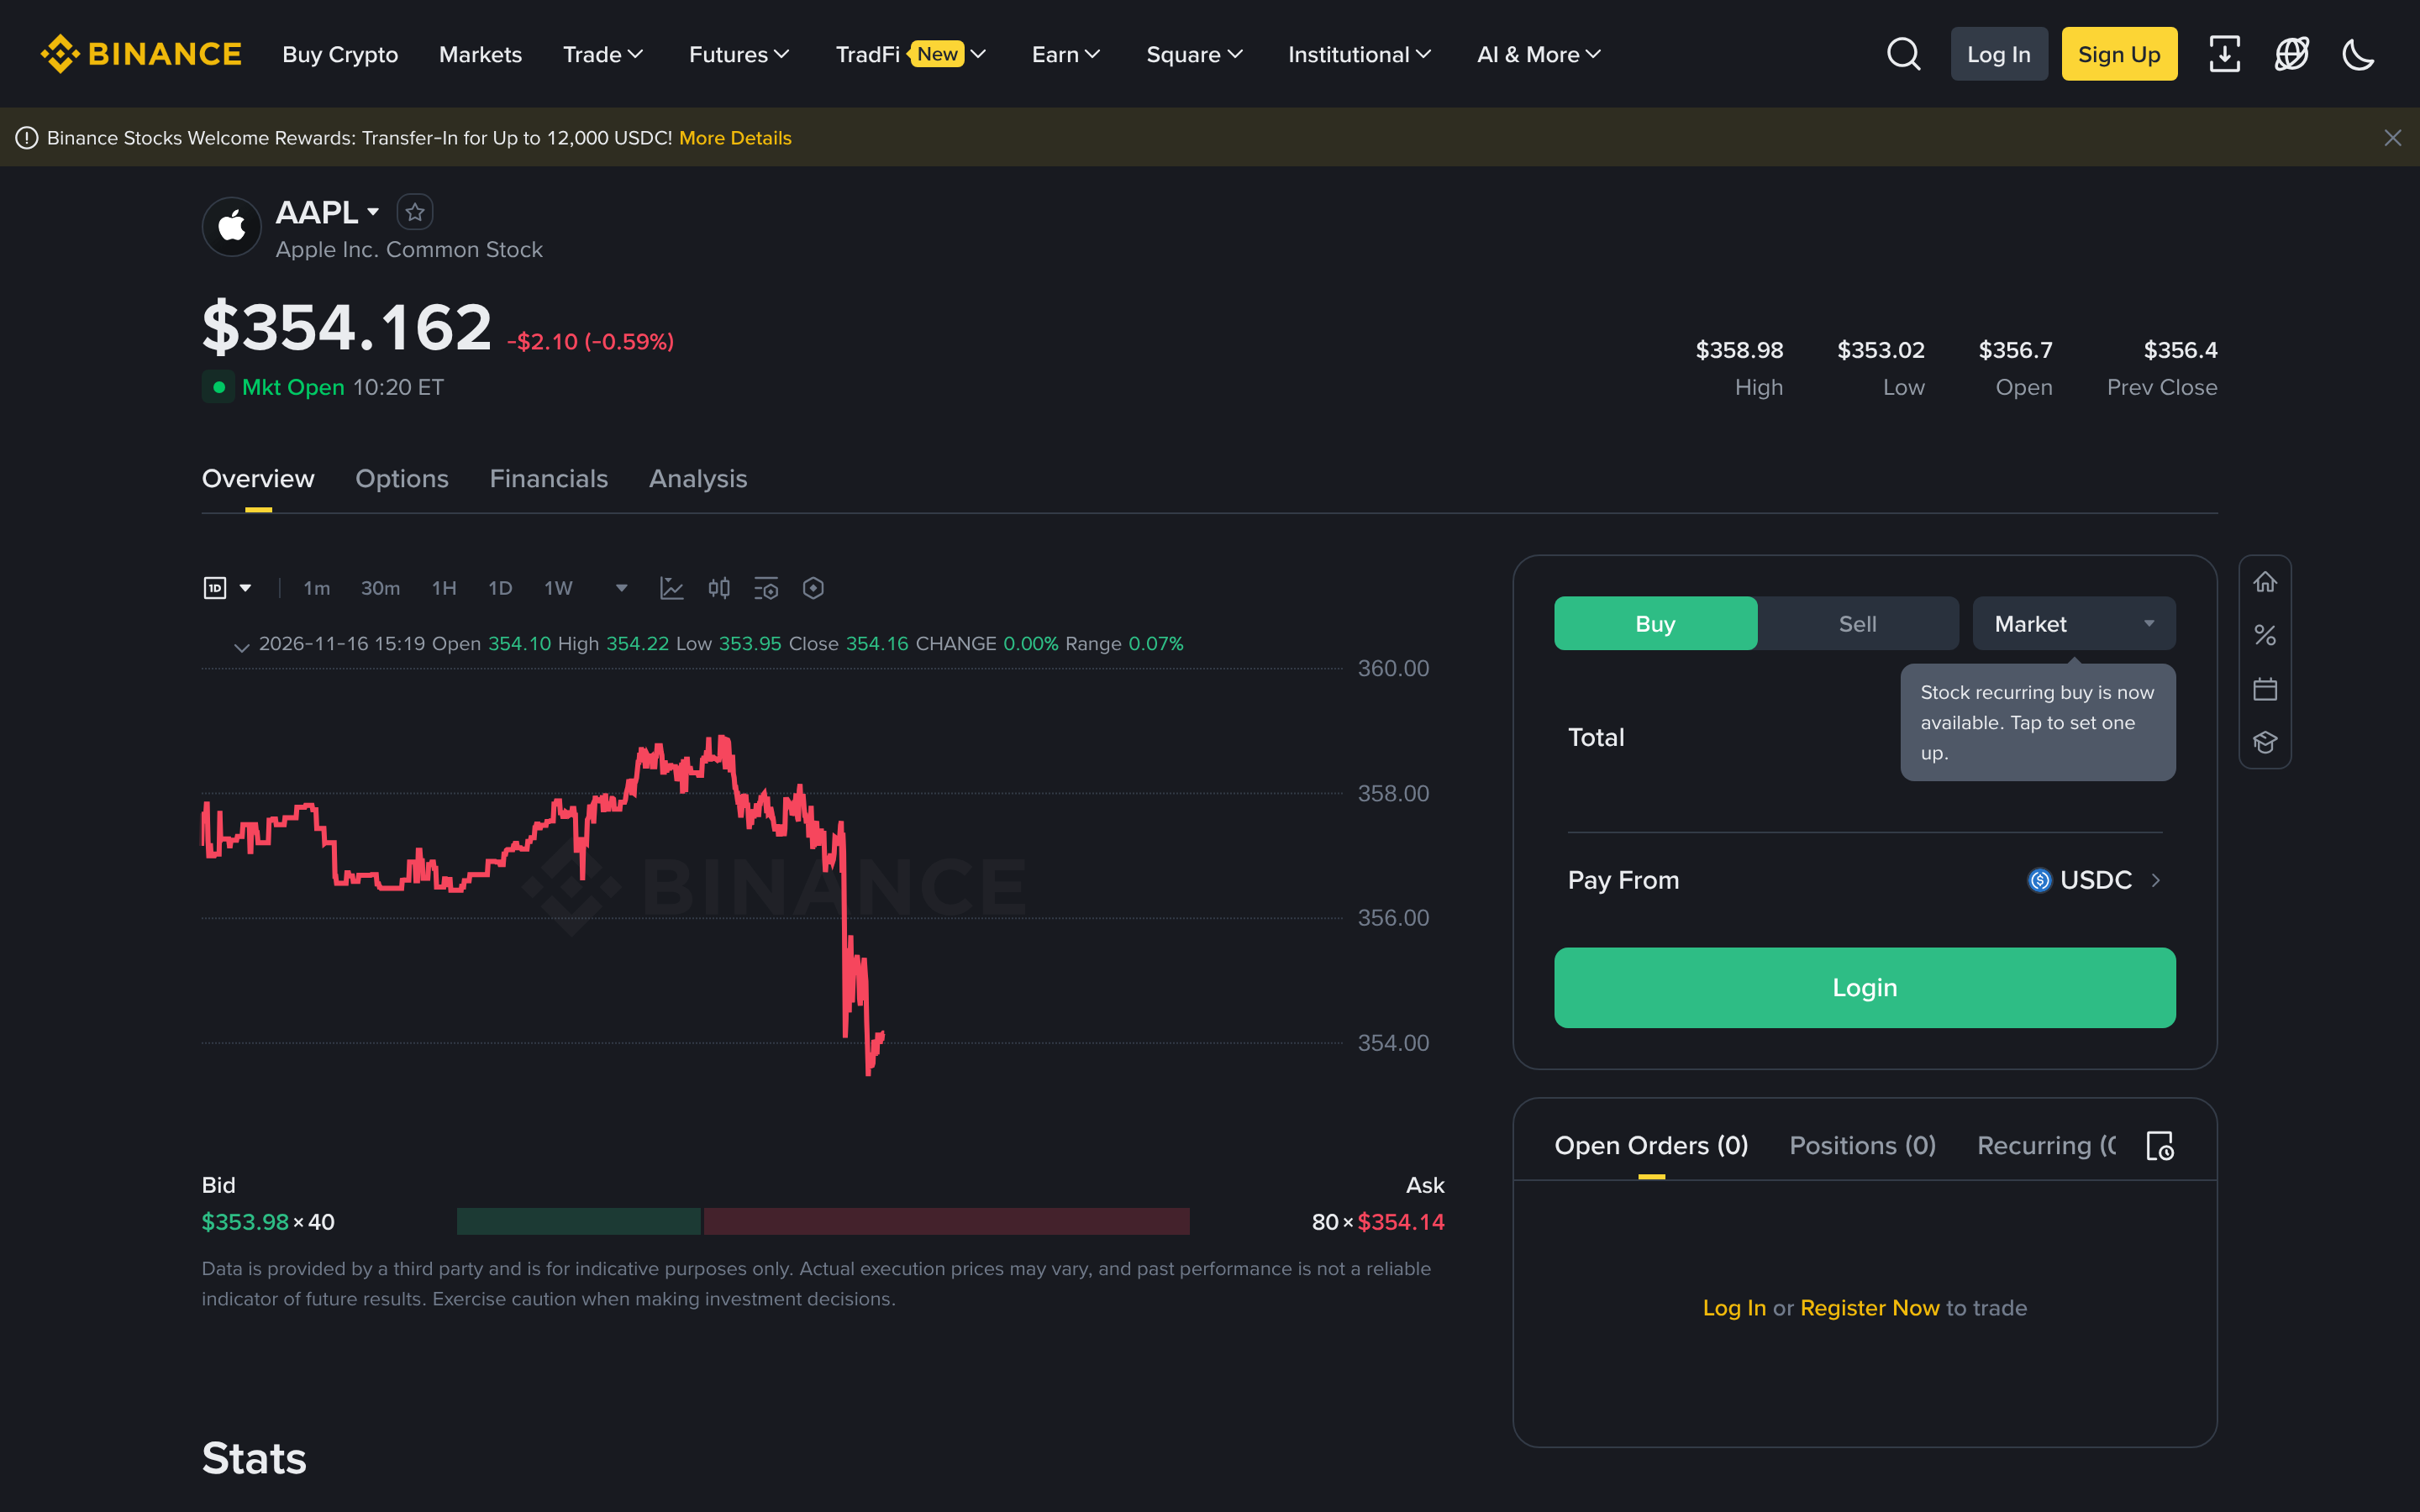 BINANCE Buy Crypto Markets Trade Futures TradFi New Earn Square Institutional AI & More Log In Sign Up
Binance Stocks Welcome Rewards: Transfer-In for Up to 12,000 USDC! More Details
AAPL
Apple Inc. Common Stock
$354.162 -$2.10 (-0.59%)
Mkt Open 10:20 ET
$358.98 $353.02 $356.7 $356.4
High Low Open Prev Close
Overview Options Financials Analysis
1D 1m 30m 1H 1D 1W
2026-11-16 15:19 Open 354.10 High 354.22 Low 353.95 Close 354.16 CHANGE 0.00% Range 0.07%
360.00
358.00
356.00
354.00
BINANCE
Buy Sell Market
Stock recurring buy is now
available. Tap to set one
up.
Total
Pay From USDC
Login
Bid Ask
$353.98 × 40 80 × $354.14
Data is provided by a third party and is for indicative purposes only. Actual execution prices may vary, and past performance is not a reliable
indicator of future results. Exercise caution when making investment decisions.
Open Orders (0) Positions (0) Recurring (
Log In or Register Now to trade
Stats